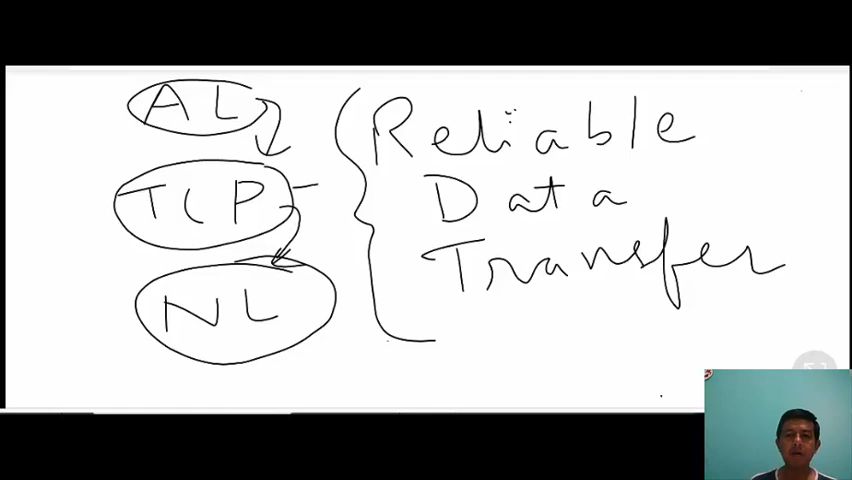 AL
TCP
NL
Reliable
Data
Transfer